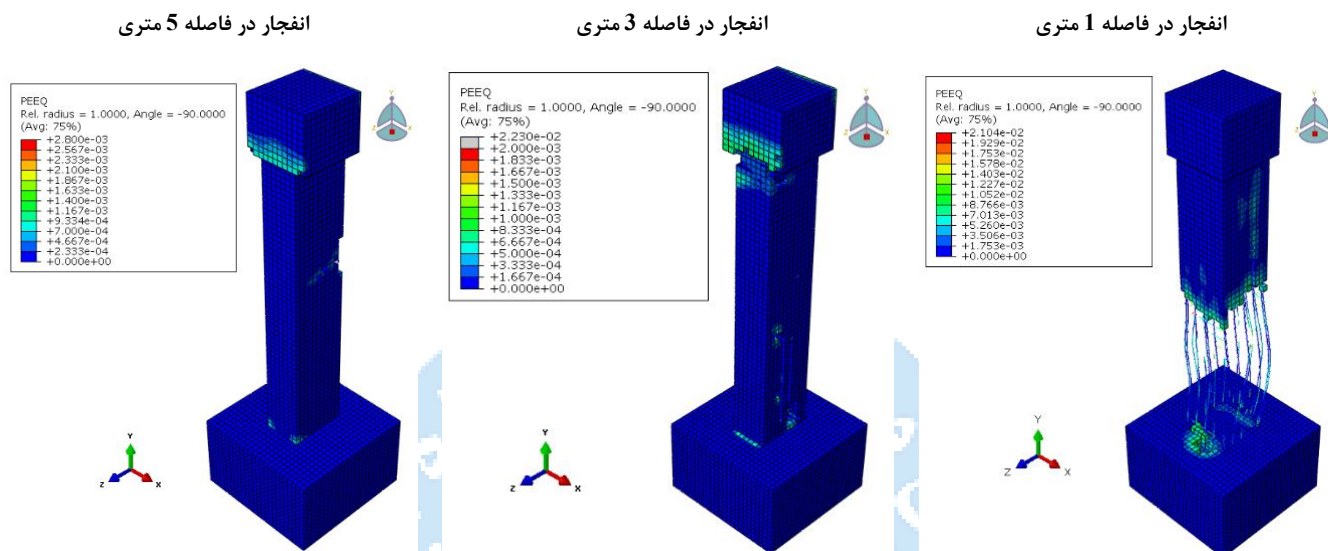 انفجار در فاصله 1 متری
انفجار در فاصله 3 متری
انفجار در فاصله 5 متری
PEEQ
Rel. radius = 1.0000, Angle = -90.0000
(Avg: 75%)
+2.800e-03
+2.567e-03
+2.333e-03
+2.100e-03
+1.867e-03
+1.633e-03
+1.400e-03
+1.167e-03
+9.334e-04
+7.000e-04
+4.667e-04
+2.333e-04
+0.000e+00
Y
Z
X
Y
Z
X
PEEQ
Rel. radius = 1.0000, Angle = -90.0000
(Avg: 75%)
+2.230e-02
+2.000e-03
+1.833e-03
+1.667e-03
+1.500e-03
+1.333e-03
+1.167e-03
+1.000e-03
+8.333e-04
+6.667e-04
+5.000e-04
+3.333e-04
+1.667e-04
+0.000e+00
Y
Z
X
Y
Z
X
PEEQ
Rel. radius = 1.0000, Angle = -90.0000
(Avg: 75%)
+2.104e-02
+1.929e-02
+1.753e-02
+1.578e-02
+1.403e-02
+1.227e-02
+1.052e-02
+8.766e-03
+7.013e-03
+5.260e-03
+3.506e-03
+1.753e-03
+0.000e+00
Y
Z
X
Y
Z
X